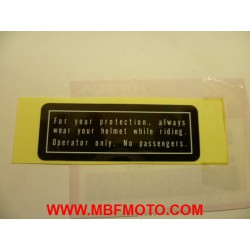 For your protection, always
wear your helmet while riding.
Operator only. No passengers.
WWW.MBFMOTO.COM